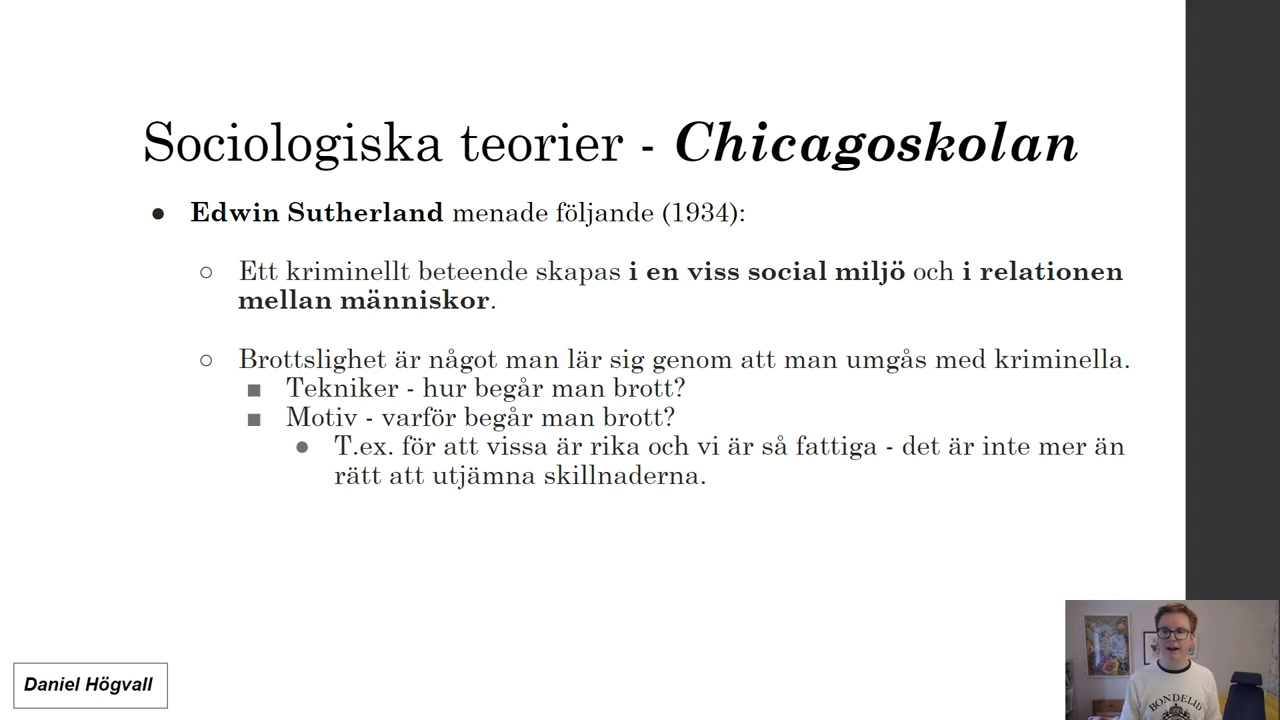 Sociologiska teorier - Chicagoskolan
● Edwin Sutherland menade följande (1934):
○ Ett kriminellt beteende skapas i en viss social miljö och i relationen
mellan människor.
○ Brottslighet är något man lär sig genom att man umgås med kriminella.
■ Tekniker - hur begår man brott?
■ Motiv - varför begår man brott?
● T.ex. för att vissa är rika och vi är så fattiga - det är inte mer än
rätt att utjämna skillnaderna.
BONDELID
Daniel Högvall